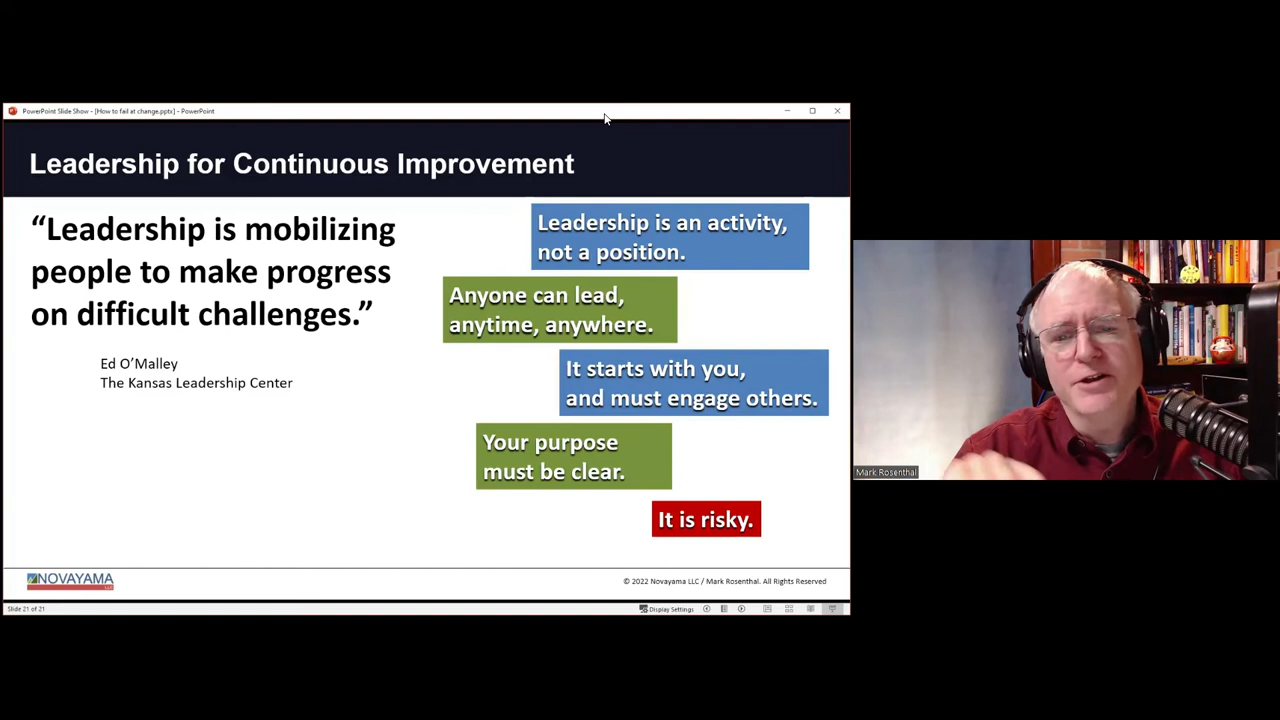 PowerPoint Slide Show - [How to fail at change.pptx] - PowerPoint
Leadership for Continuous Improvement
“Leadership is mobilizing
people to make progress
on difficult challenges.”
Ed O’Malley
The Kansas Leadership Center
Leadership is an activity,
not a position.
Anyone can lead,
anytime, anywhere.
It starts with you,
and must engage others.
Your purpose
must be clear.
It is risky.
NOVAYAMA
LLC
© 2022 Novayama LLC / Mark Rosenthal. All Rights Reserved
Slide 21 of 21
Display Settings
Mark Rosenthal